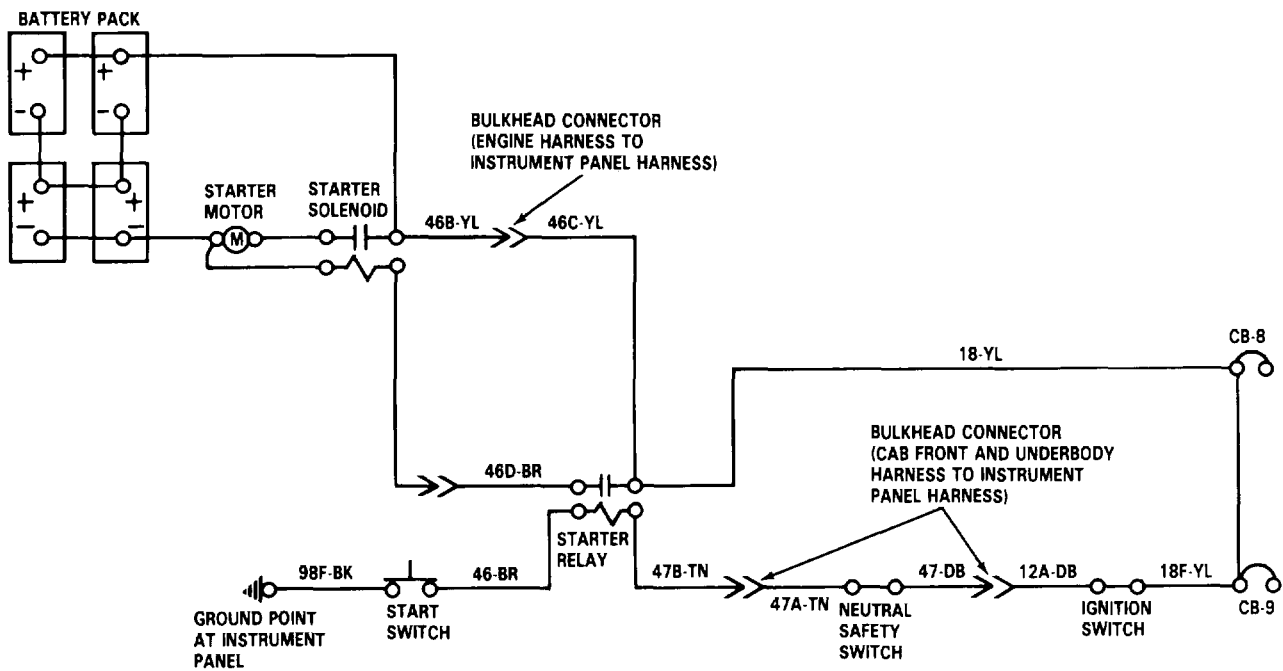 BATTERY PACK
+
+
-
-
+
+
-
-
BULKHEAD CONNECTOR
(ENGINE HARNESS TO
INSTRUMENT PANEL HARNESS)
STARTER
MOTOR
STARTER
SOLENOID
M
46B-YL
46C-YL
18-YL
CB-8
BULKHEAD CONNECTOR
(CAB FRONT AND UNDERBODY
HARNESS TO INSTRUMENT
PANEL HARNESS)
46D-BR
STARTER
RELAY
98F-BK
46-BR
47B-TN
47A-TN
47-DB
12A-DB
18F-YL
GROUND POINT
AT INSTRUMENT
PANEL
START
SWITCH
NEUTRAL
SAFETY
SWITCH
IGNITION
SWITCH
CB-9